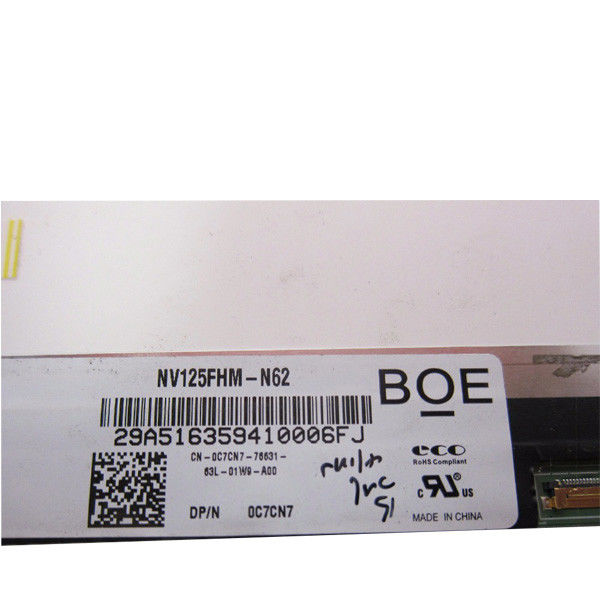 NV125FHM-N62
BOE
29A516359410006FJ
CN-0C7CN7-76631-
63L-01W9-A00
DP/N 0C7CN7
eco
RoHS Compliant
c RU US
MADE IN CHINA